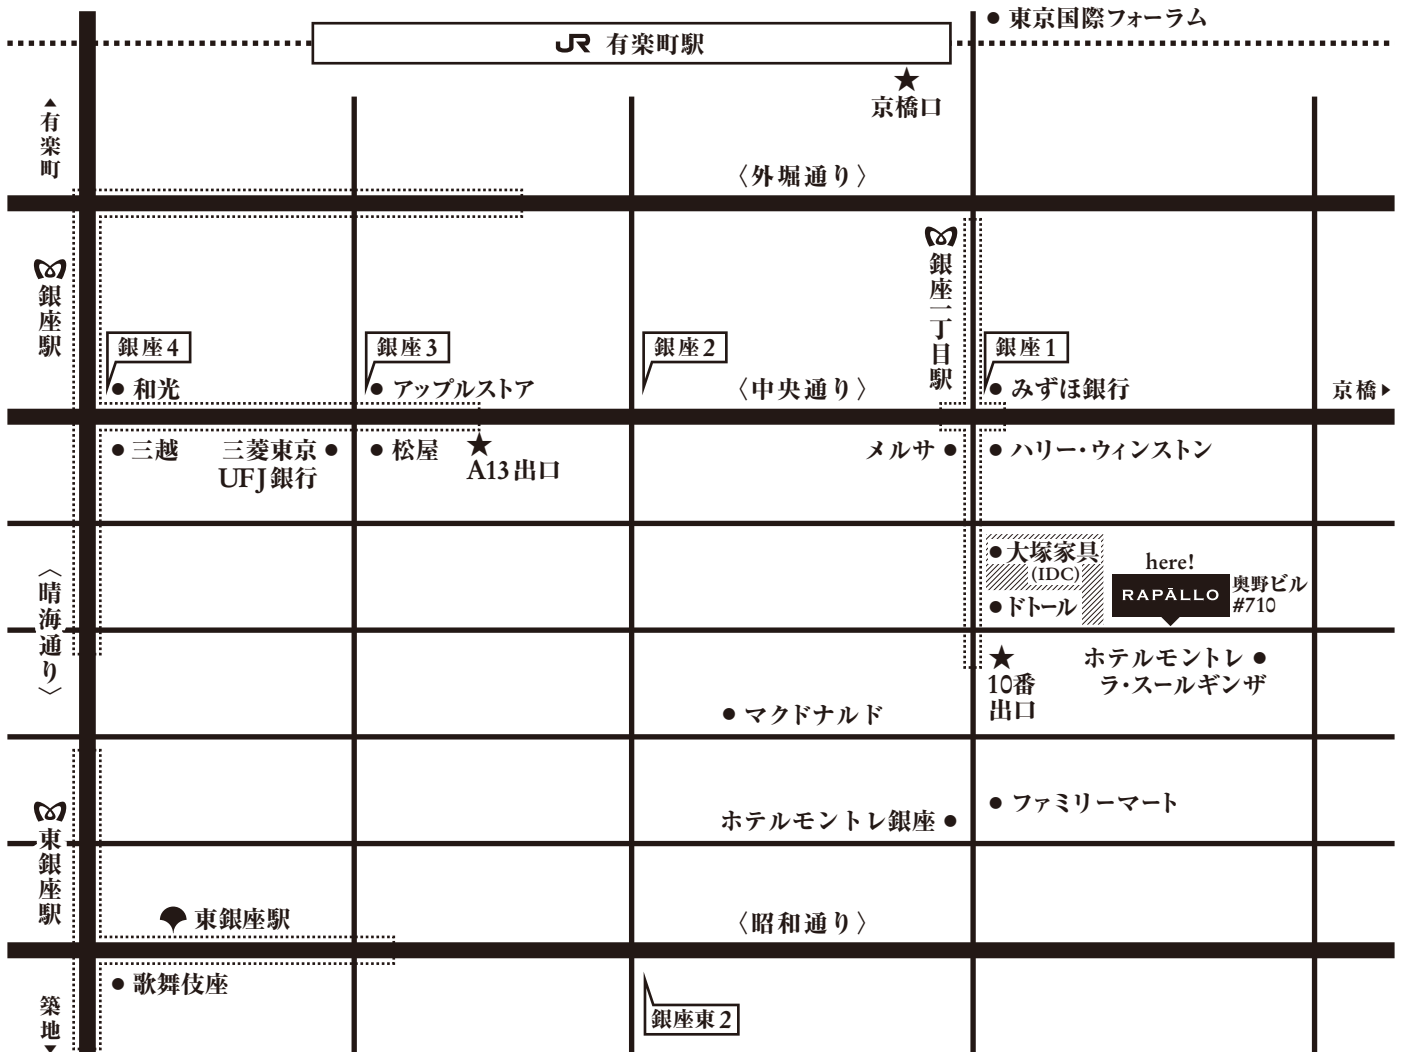 東京国際フォーラム
JR 有楽町駅
京橋口
有楽町
〈外堀通り〉
銀座駅
銀座一丁目駅
銀座4
銀座3
銀座2
銀座1
和光
アップルストア
〈中央通り〉
みずほ銀行
京橋
三越
三菱東京
UFJ銀行
松屋
A13出口
メルサ
ハリー・ウィンストン
〈晴海通り〉
大塚家具
(IDC)
ドトール
here!
RAPĀLLO
奥野ビル
#710
10番
出口
ホテルモントレ
ラ・スールギンザ
マクドナルド
東銀座駅
ファミリーマート
ホテルモントレ銀座
東銀座駅
〈昭和通り〉
歌舞伎座
築地
銀座東2